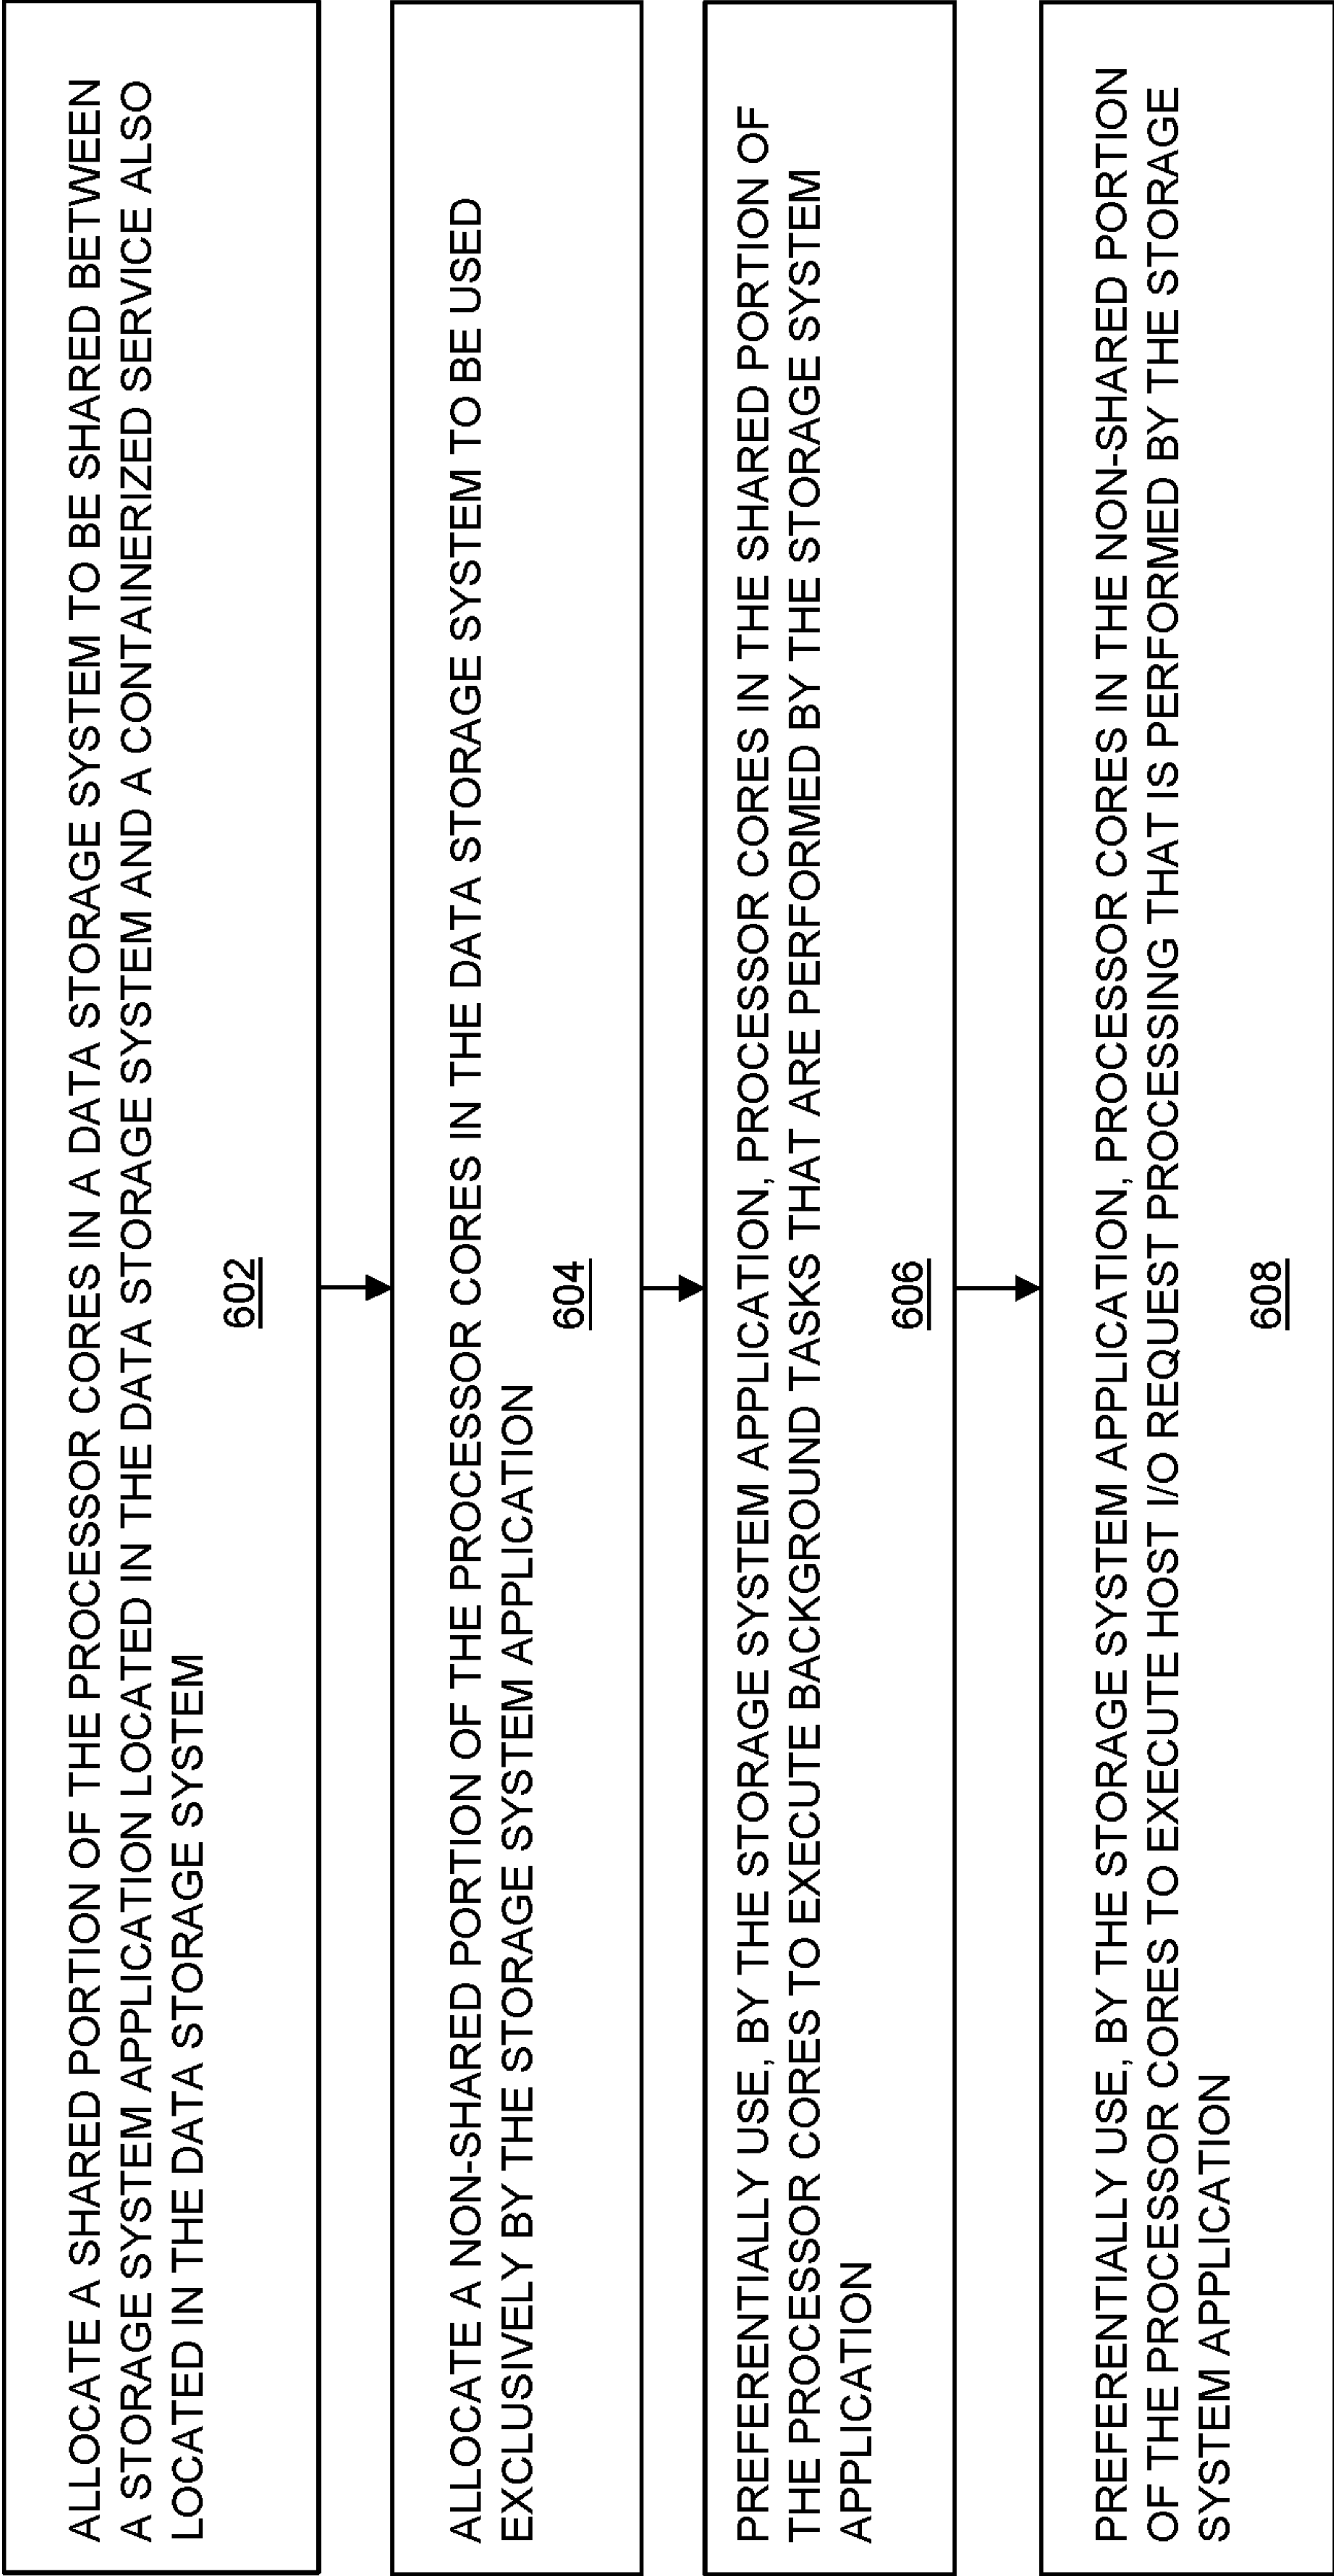 ALLOCATE A SHARED PORTION OF THE PROCESSOR CORES IN A DATA STORAGE SYSTEM TO BE SHARED BETWEEN
A STORAGE SYSTEM APPLICATION LOCATED IN THE DATA STORAGE SYSTEM AND A CONTAINERIZED SERVICE ALSO
LOCATED IN THE DATA STORAGE SYSTEM
602
ALLOCATE A NON-SHARED PORTION OF THE PROCESSOR CORES IN THE DATA STORAGE SYSTEM TO BE USED
EXCLUSIVELY BY THE STORAGE SYSTEM APPLICATION
604
PREFERENTIALLY USE, BY THE STORAGE SYSTEM APPLICATION, PROCESSOR CORES IN THE SHARED PORTION OF
THE PROCESSOR CORES TO EXECUTE BACKGROUND TASKS THAT ARE PERFORMED BY THE STORAGE SYSTEM
APPLICATION
606
PREFERENTIALLY USE, BY THE STORAGE SYSTEM APPLICATION, PROCESSOR CORES IN THE NON-SHARED PORTION
OF THE PROCESSOR CORES TO EXECUTE HOST I/O REQUEST PROCESSING THAT IS PERFORMED BY THE STORAGE
SYSTEM APPLICATION
608